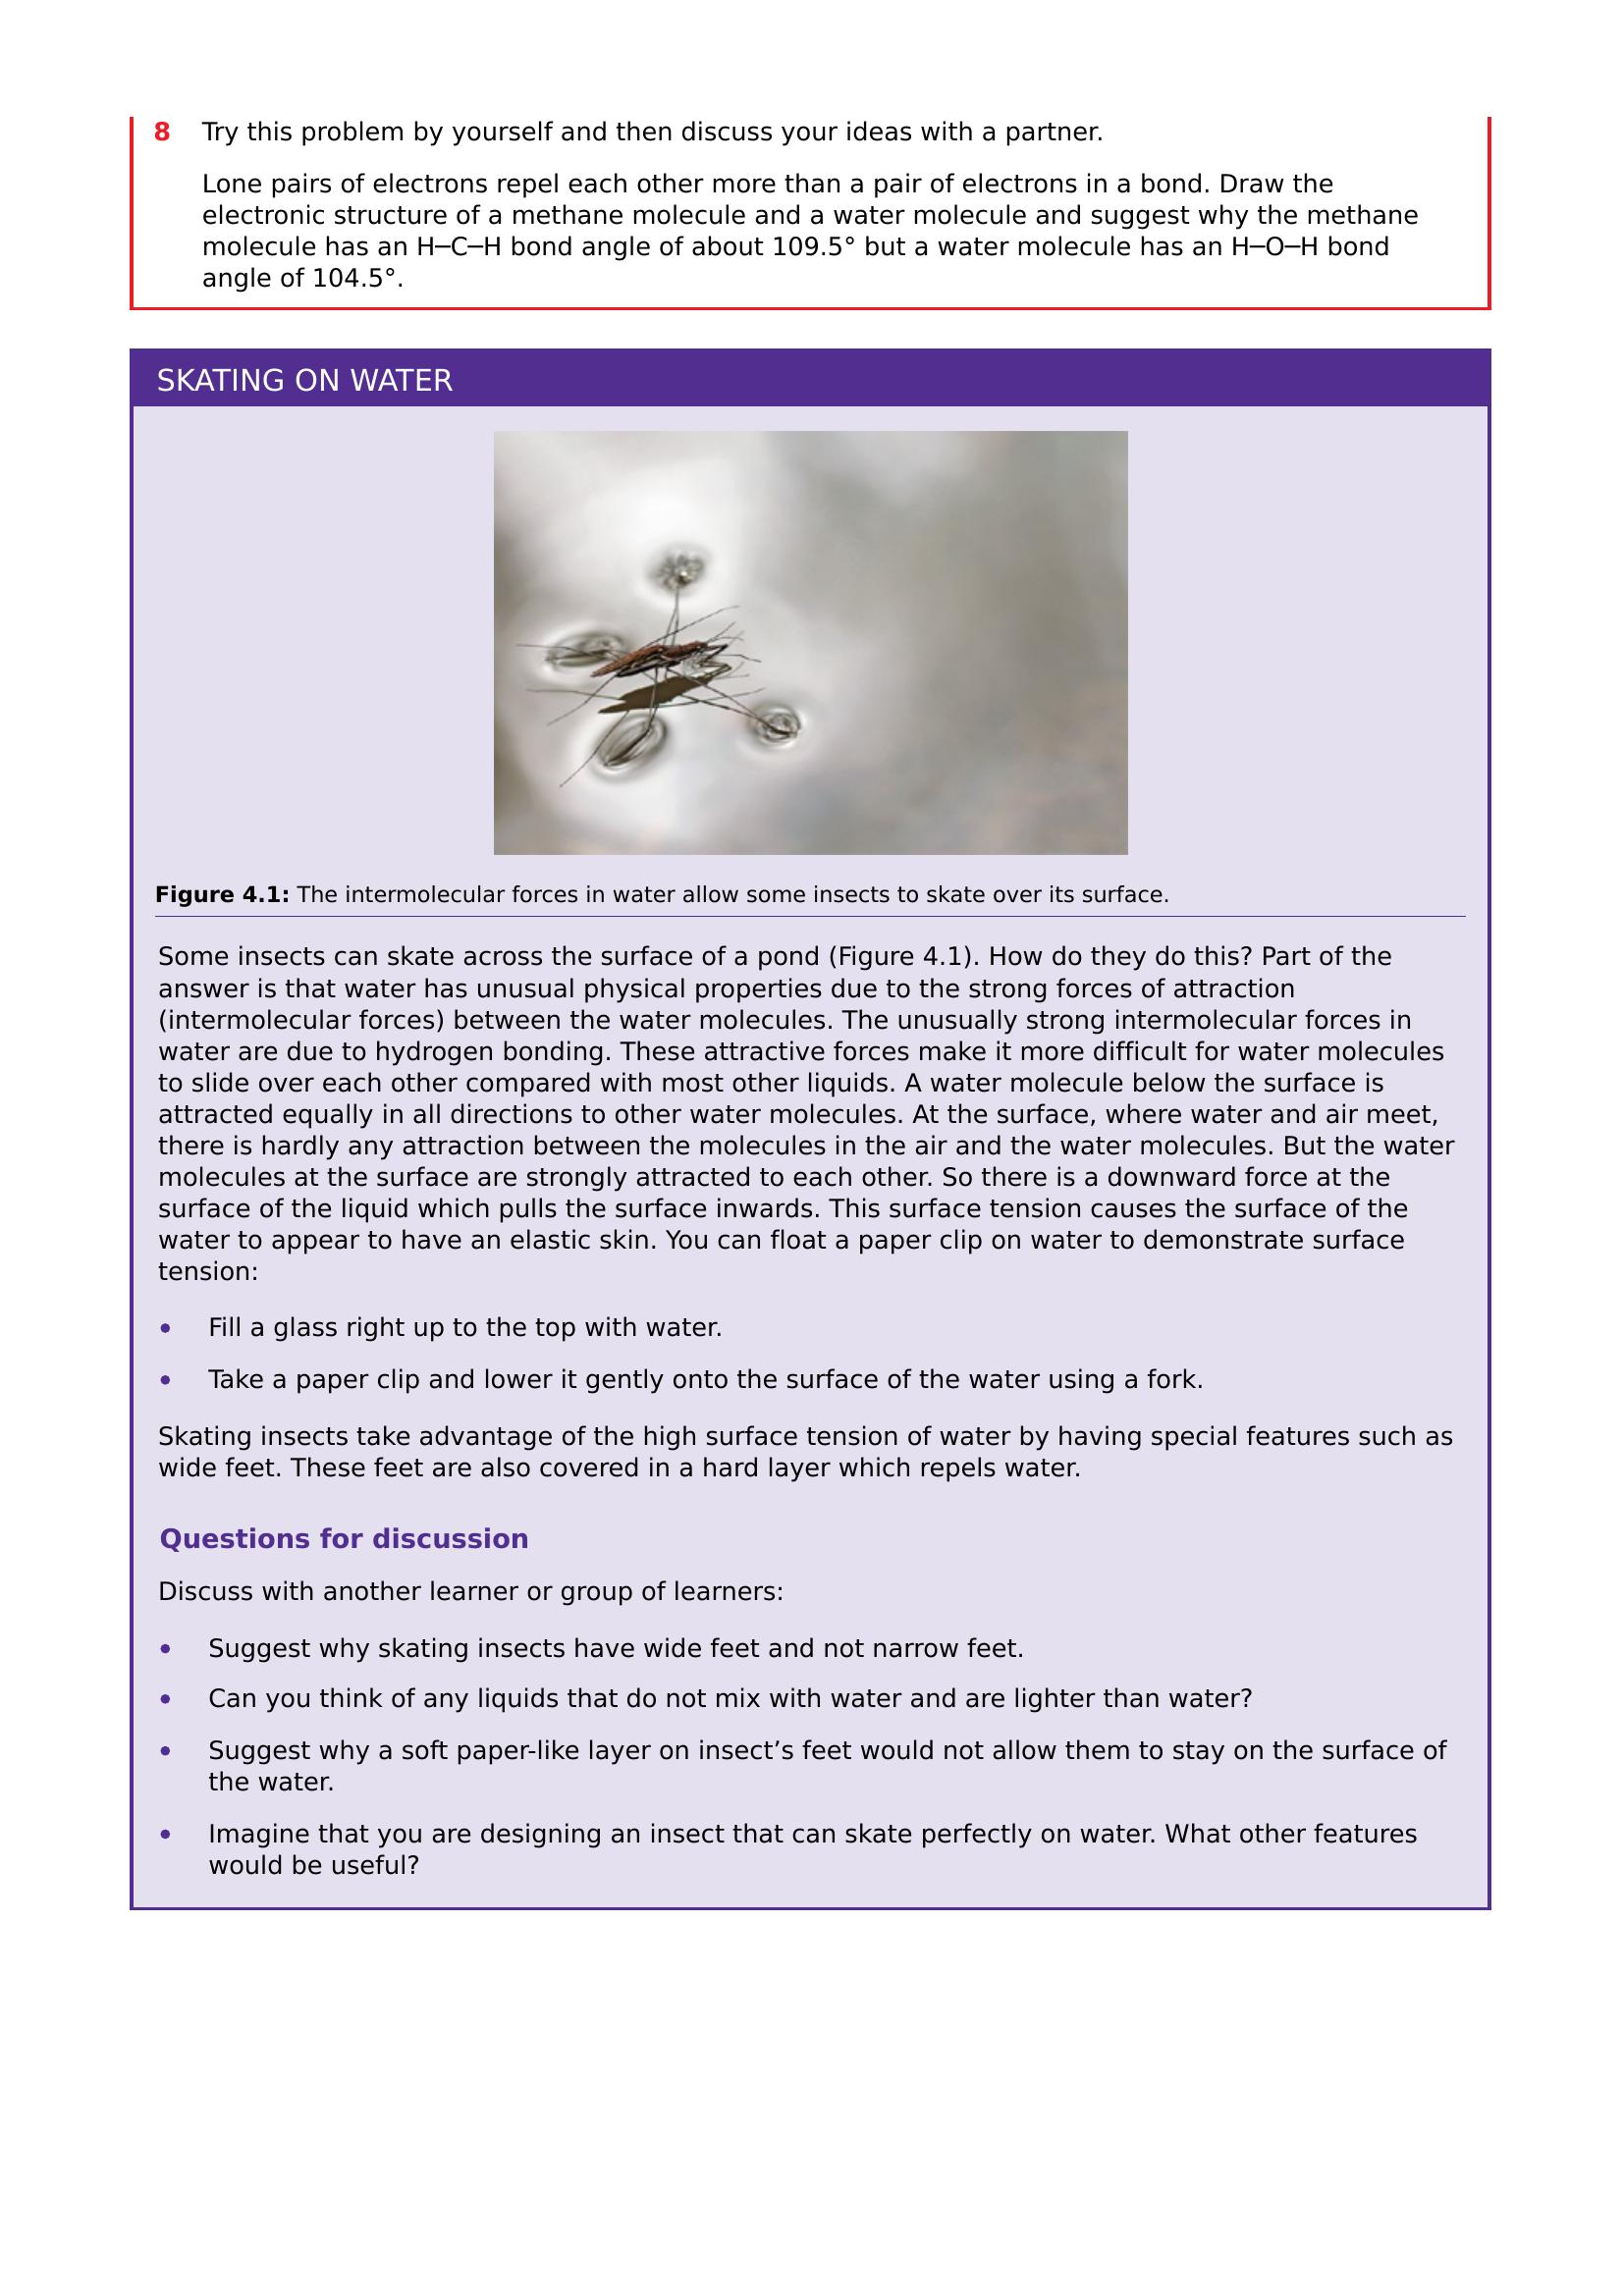 8 Try this problem by yourself and then discuss your ideas with a partner.
Lone pairs of electrons repel each other more than a pair of electrons in a bond. Draw the
electronic structure of a methane molecule and a water molecule and suggest why the methane
molecule has an H─C─H bond angle of about 109.5° but a water molecule has an H─O─H bond
angle of 104.5°.
SKATING ON WATER
Figure 4.1: The intermolecular forces in water allow some insects to skate over its surface.
Some insects can skate across the surface of a pond (Figure 4.1). How do they do this? Part of the
answer is that water has unusual physical properties due to the strong forces of attraction
(intermolecular forces) between the water molecules. The unusually strong intermolecular forces in
water are due to hydrogen bonding. These attractive forces make it more difficult for water molecules
to slide over each other compared with most other liquids. A water molecule below the surface is
attracted equally in all directions to other water molecules. At the surface, where water and air meet,
there is hardly any attraction between the molecules in the air and the water molecules. But the water
molecules at the surface are strongly attracted to each other. So there is a downward force at the
surface of the liquid which pulls the surface inwards. This surface tension causes the surface of the
water to appear to have an elastic skin. You can float a paper clip on water to demonstrate surface
tension:
• Fill a glass right up to the top with water.
• Take a paper clip and lower it gently onto the surface of the water using a fork.
Skating insects take advantage of the high surface tension of water by having special features such as
wide feet. These feet are also covered in a hard layer which repels water.
Questions for discussion
Discuss with another learner or group of learners:
• Suggest why skating insects have wide feet and not narrow feet.
• Can you think of any liquids that do not mix with water and are lighter than water?
• Suggest why a soft paper-like layer on insect’s feet would not allow them to stay on the surface of
the water.
• Imagine that you are designing an insect that can skate perfectly on water. What other features
would be useful?